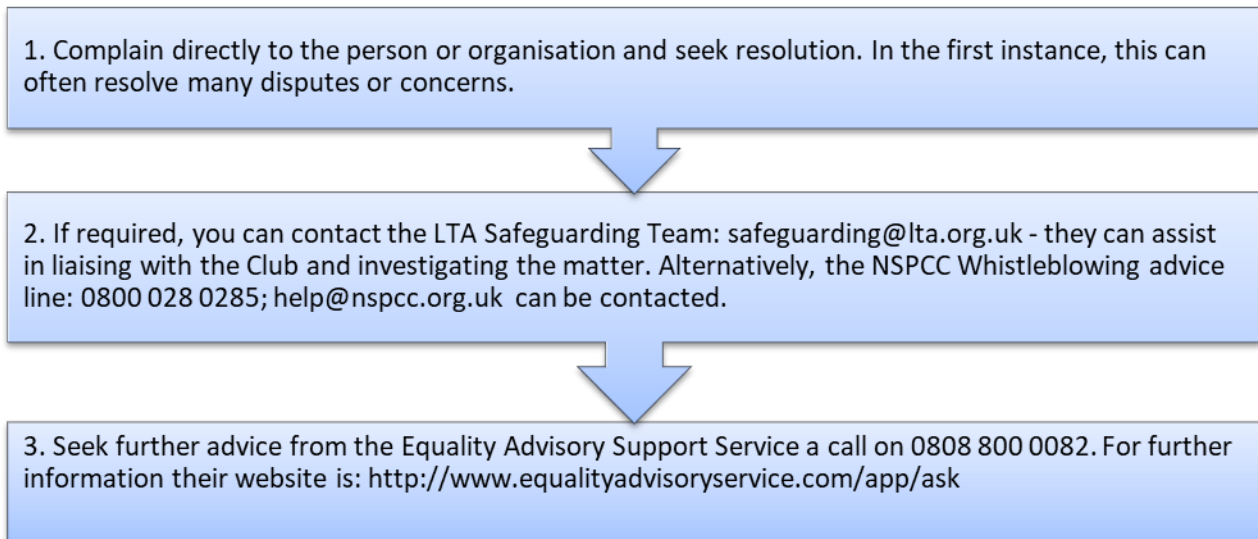 1. Complain directly to the person or organisation and seek resolution. In the first instance, this can
often resolve many disputes or concerns.
2. If required, you can contact the LTA Safeguarding Team: safeguarding@lta.org.uk - they can assist
in liaising with the Club and investigating the matter. Alternatively, the NSPCC Whistleblowing advice
line: 0800 028 0285; help@nspcc.org.uk can be contacted.
3. Seek further advice from the Equality Advisory Support Service a call on 0808 800 0082. For further
information their website is: http://www.equalityadvisoryservice.com/app/ask